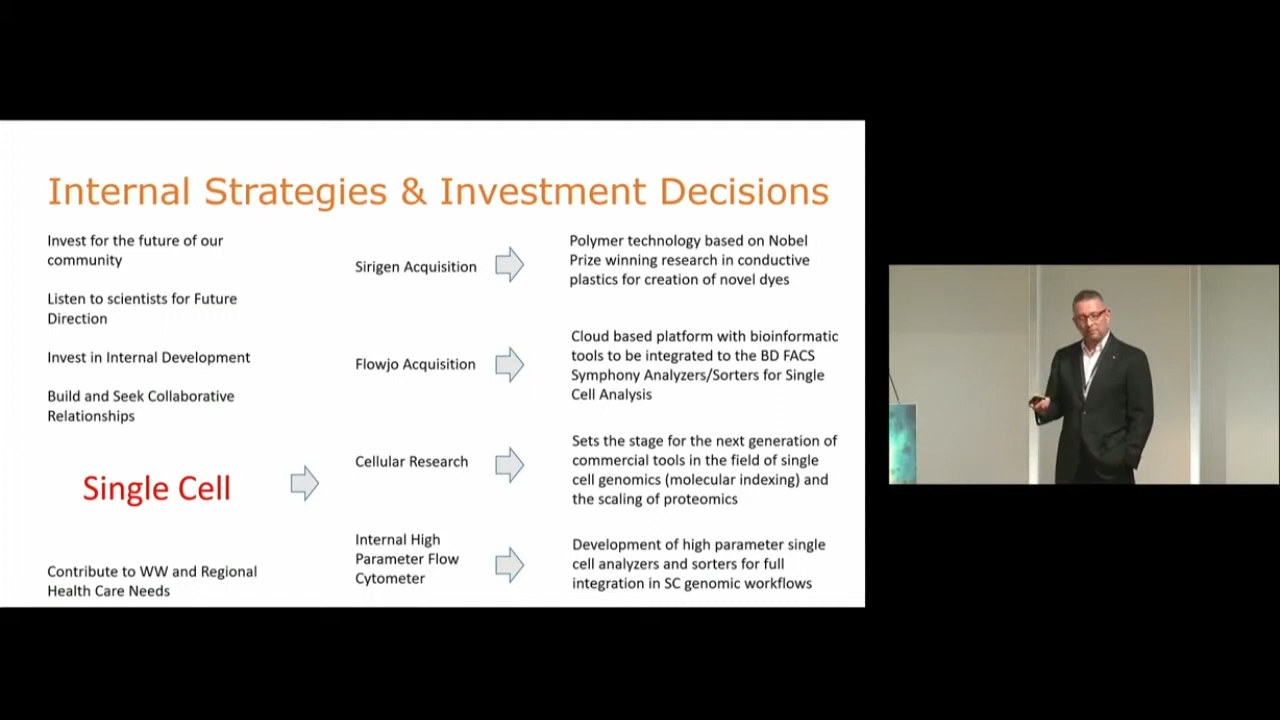 Internal Strategies & Investment Decisions
Invest for the future of our
community
Listen to scientists for Future
Direction
Invest in Internal Development
Build and Seek Collaborative
Relationships
Single Cell
Contribute to WW and Regional
Health Care Needs
Sirigen Acquisition
Flowjo Acquisition
Cellular Research
Internal High
Parameter Flow
Cytometer
Polymer technology based on Nobel
Prize winning research in conductive
plastics for creation of novel dyes
Cloud based platform with bioinformatic
tools to be integrated to the BD FACS
Symphony Analyzers/Sorters for Single
Cell Analysis
Sets the stage for the next generation of
commercial tools in the field of single
cell genomics (molecular indexing) and
the scaling of proteomics
Development of high parameter single
cell analyzers and sorters for full
integration in SC genomic workflows